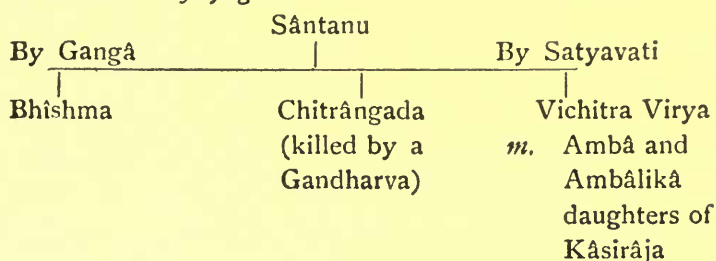 Sântanu
By Gangâ By Satyavati
Bhîshma Chitrângada Vichitra Virya
(killed by a m. Ambâ and
Gandharva) Ambâlikâ
daughters of
Kâsirâja